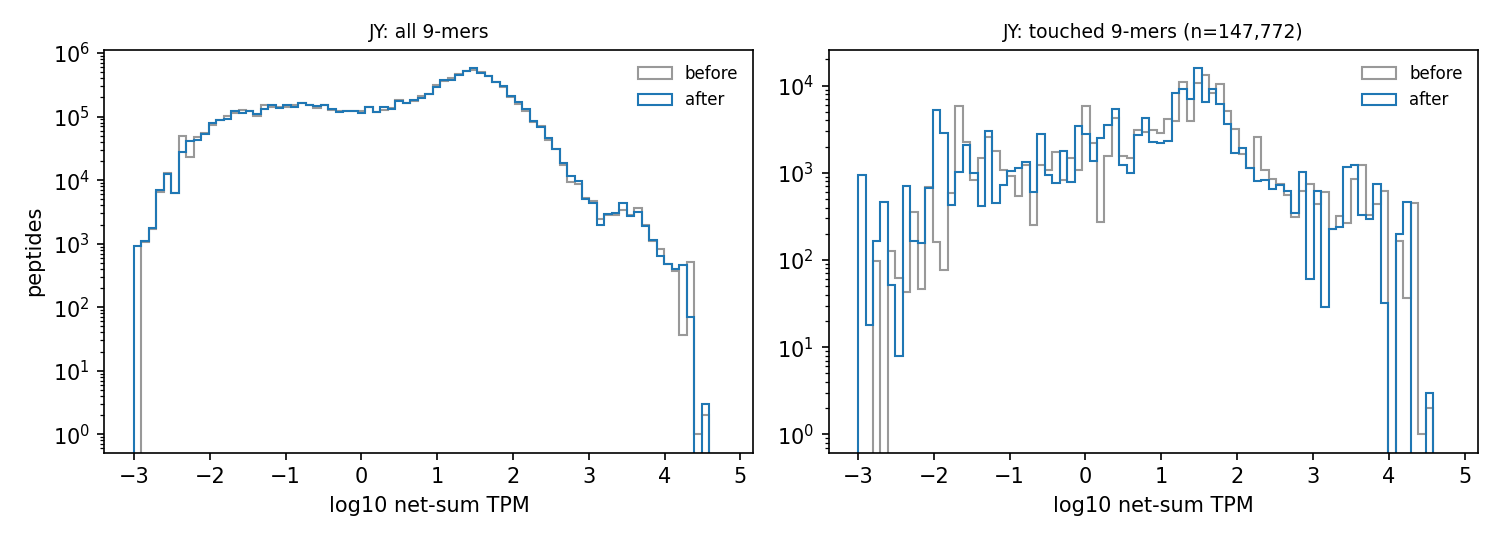 JY: all 9-mers
10^6
10^5
10^4
10^3
10^2
10^1
10^0
peptides
before
after
−3 −2 −1 0 1 2 3 4 5
log10 net-sum TPM
JY: touched 9-mers (n=147,772)
10^4
10^3
10^2
10^1
10^0
before
after
−3 −2 −1 0 1 2 3 4 5
log10 net-sum TPM